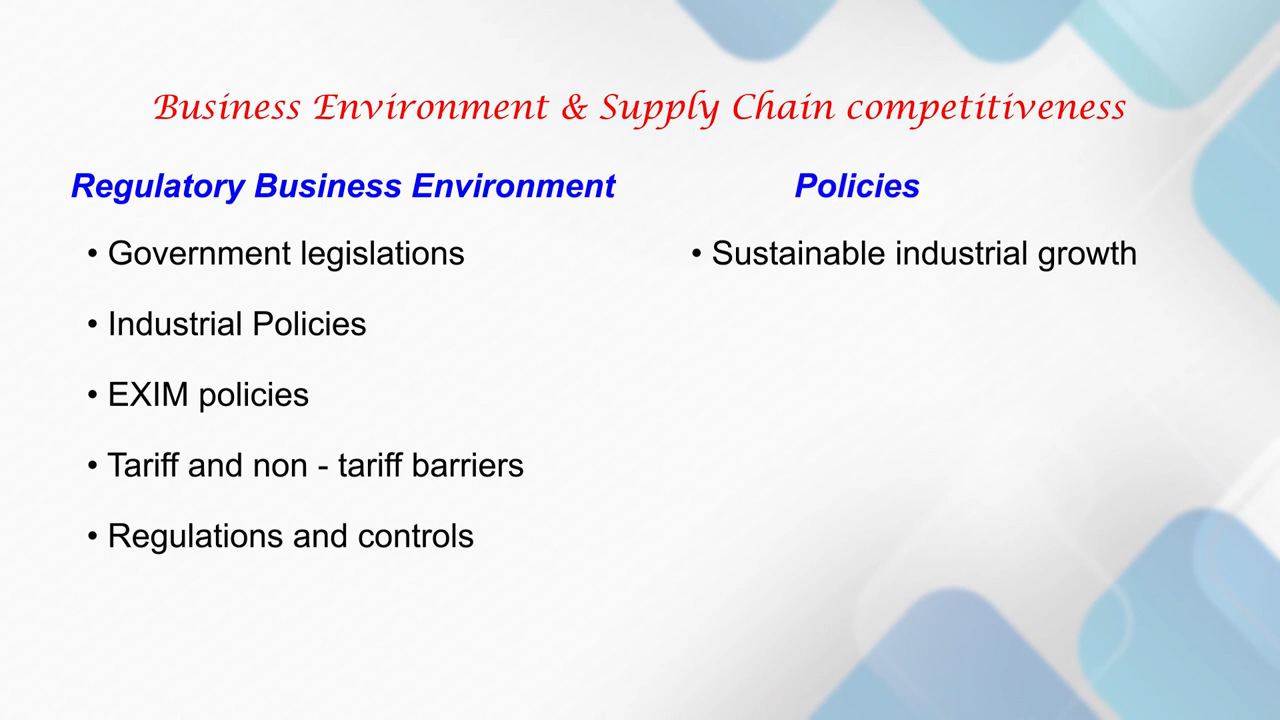 Business Environment & Supply Chain competitiveness
Regulatory Business Environment
• Government legislations
• Industrial Policies
• EXIM policies
• Tariff and non - tariff barriers
• Regulations and controls
Policies
• Sustainable industrial growth